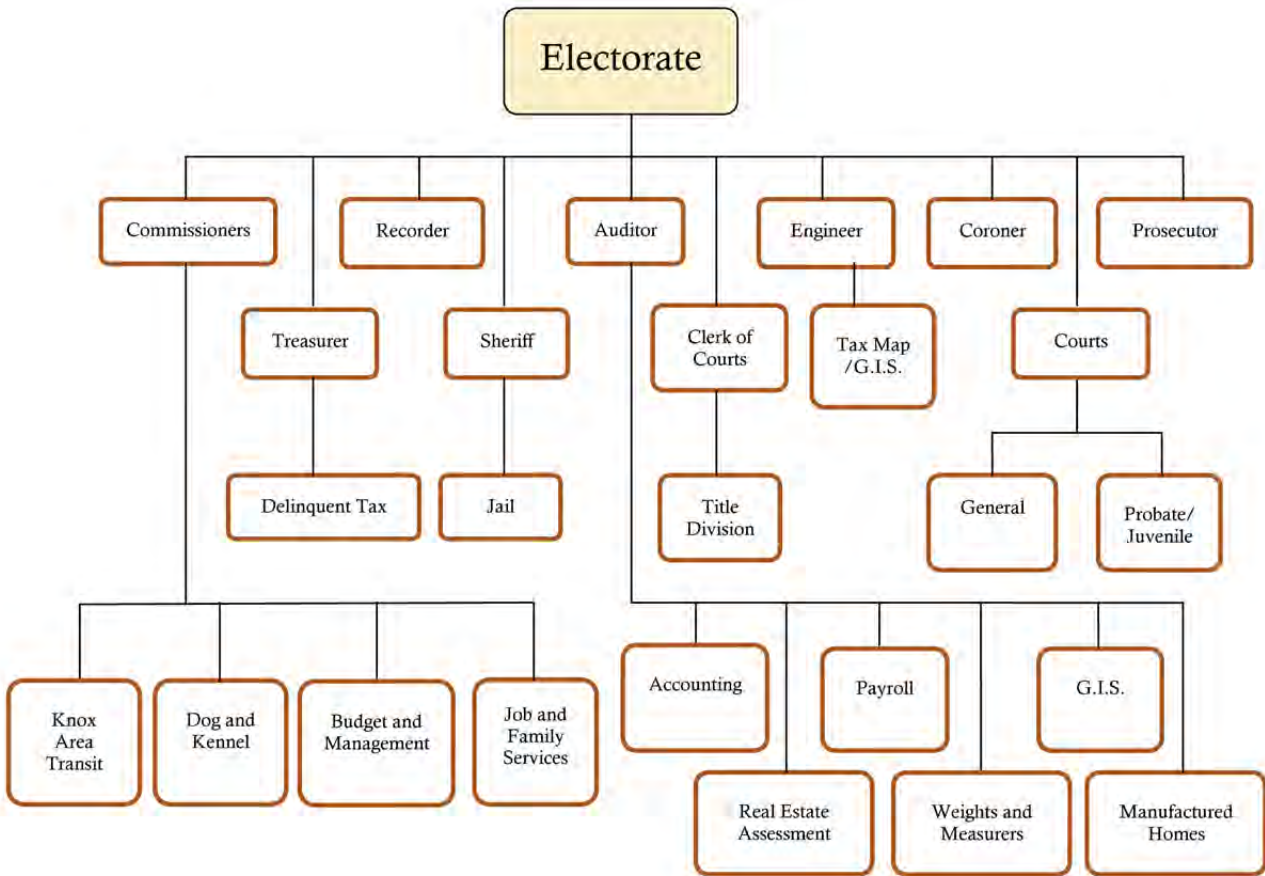 Electorate
Commissioners
Recorder
Auditor
Engineer
Coroner
Prosecutor
Treasurer
Sheriff
Clerk of
Courts
Tax Map
/G.I.S.
Courts
Delinquent Tax
Jail
Title
Division
General
Probate/
Juvenile
Knox
Area
Transit
Dog and
Kennel
Budget and
Management
Job and
Family
Services
Accounting
Payroll
G.I.S.
Real Estate
Assessment
Weights and
Measurers
Manufactured
Homes